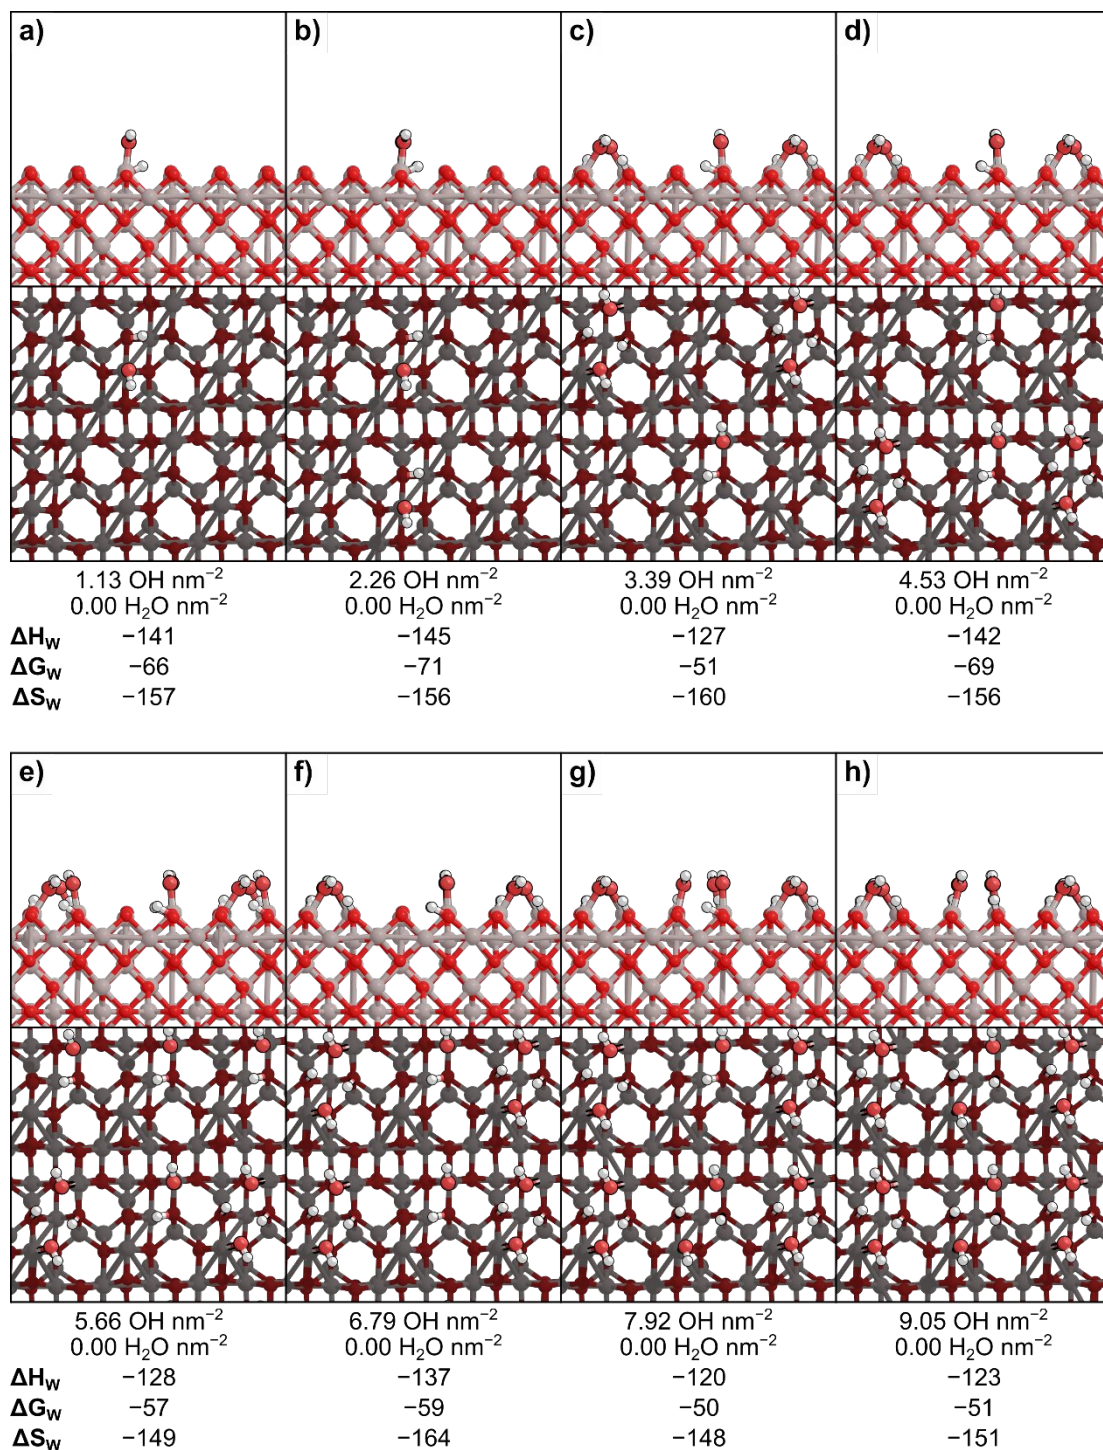 a) b) c) d)
1.13 OH nm⁻² 2.26 OH nm⁻² 3.39 OH nm⁻² 4.53 OH nm⁻²
0.00 H₂O nm⁻² 0.00 H₂O nm⁻² 0.00 H₂O nm⁻² 0.00 H₂O nm⁻²
ΔH_W −141 −145 −127 −142
ΔG_W −66 −71 −51 −69
ΔS_W −157 −156 −160 −156
e) f) g) h)
5.66 OH nm⁻² 6.79 OH nm⁻² 7.92 OH nm⁻² 9.05 OH nm⁻²
0.00 H₂O nm⁻² 0.00 H₂O nm⁻² 0.00 H₂O nm⁻² 0.00 H₂O nm⁻²
ΔH_W −128 −137 −120 −123
ΔG_W −57 −59 −50 −51
ΔS_W −149 −164 −148 −151